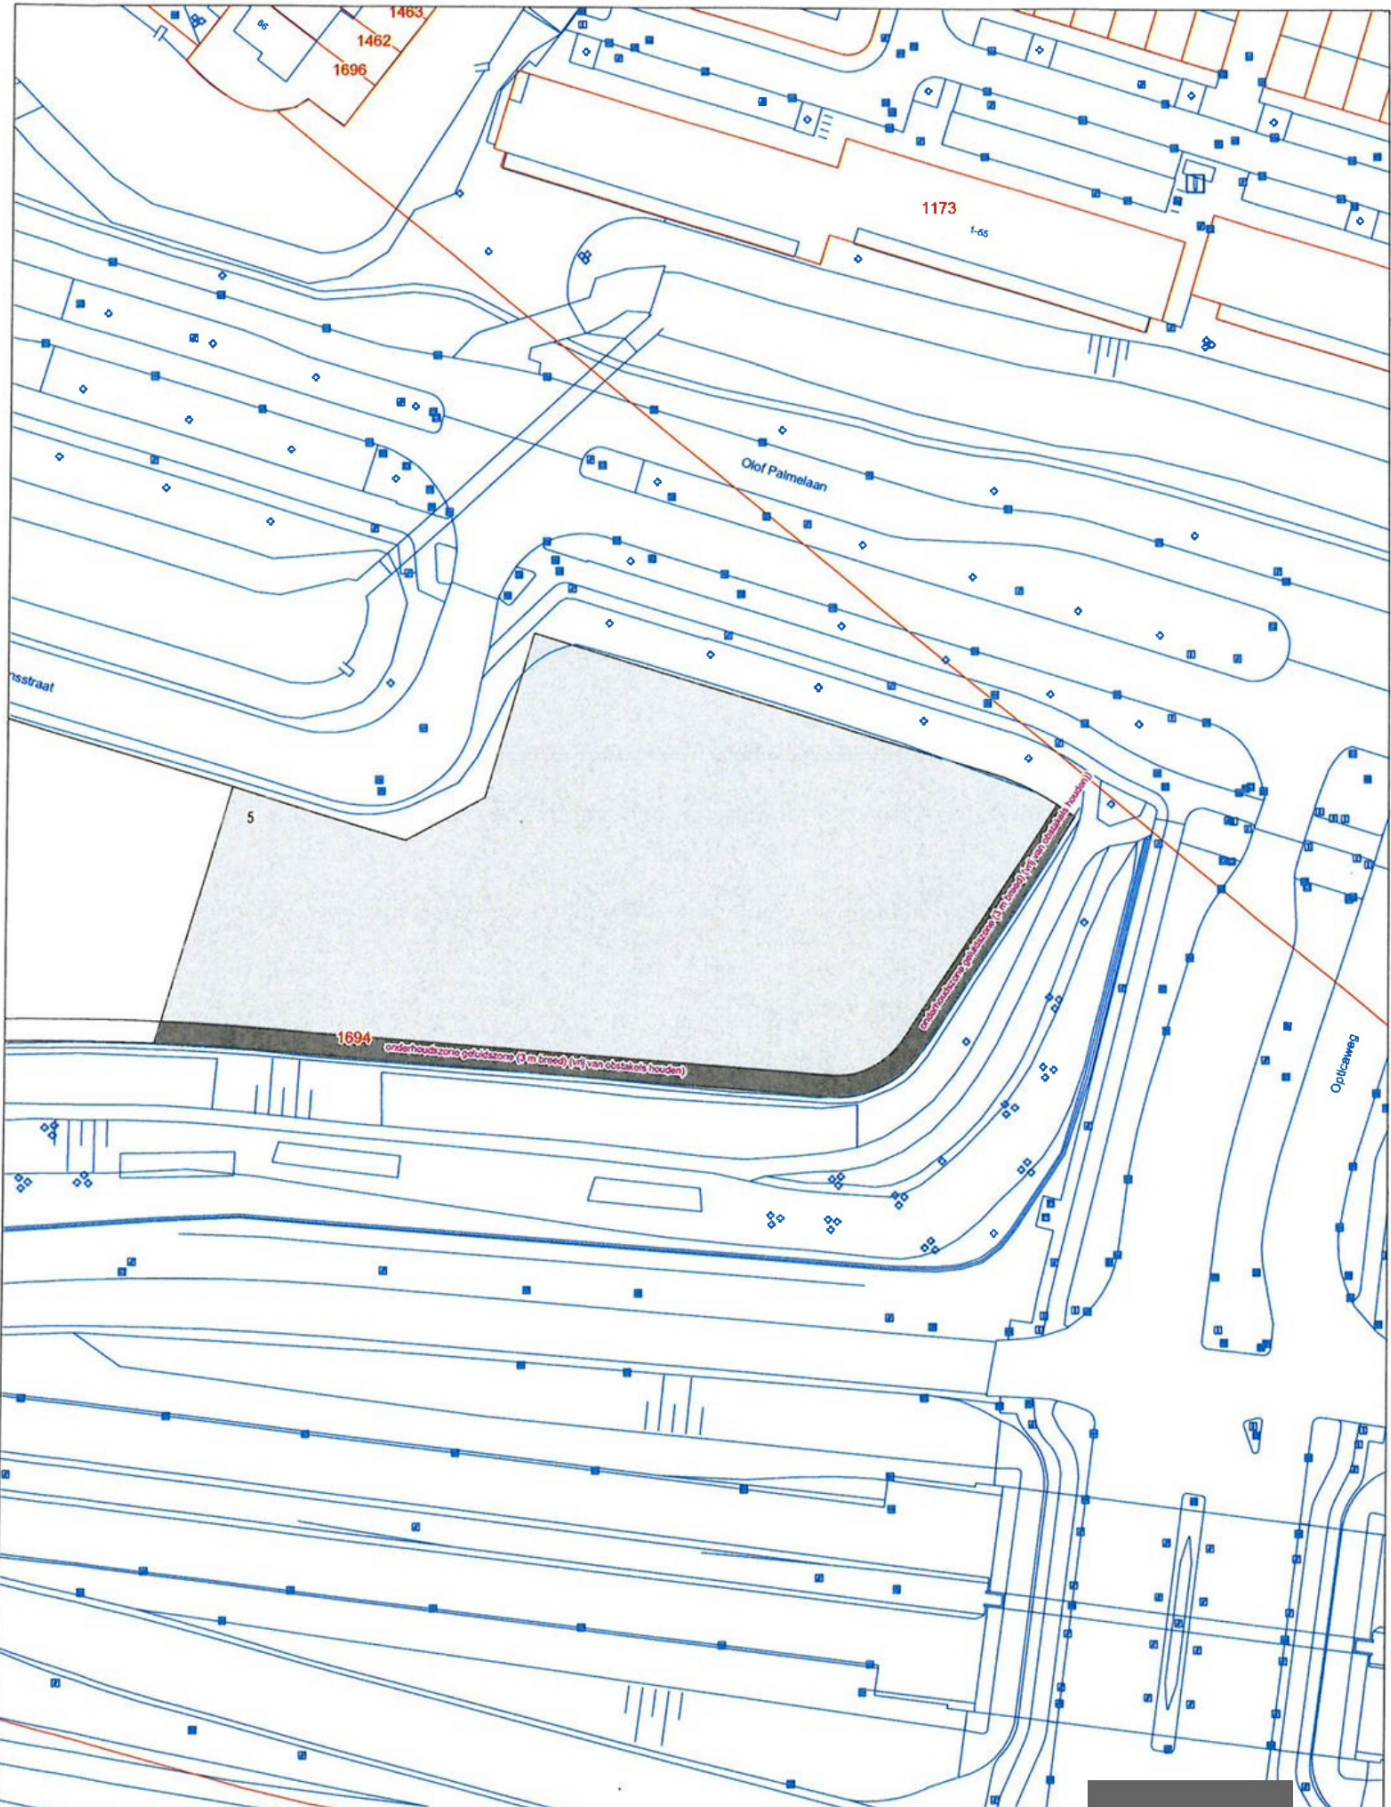 1463
66
1462
1696
1173
1-65
Olof Palmelaan
nsstraat
5
onderhoudszone geluidszone (3 m breed) (vrij van obstakels houden)
1694
onderhoudszone geluidszone (3 m breed) (vrij van obstakels houden)
Opticaweg